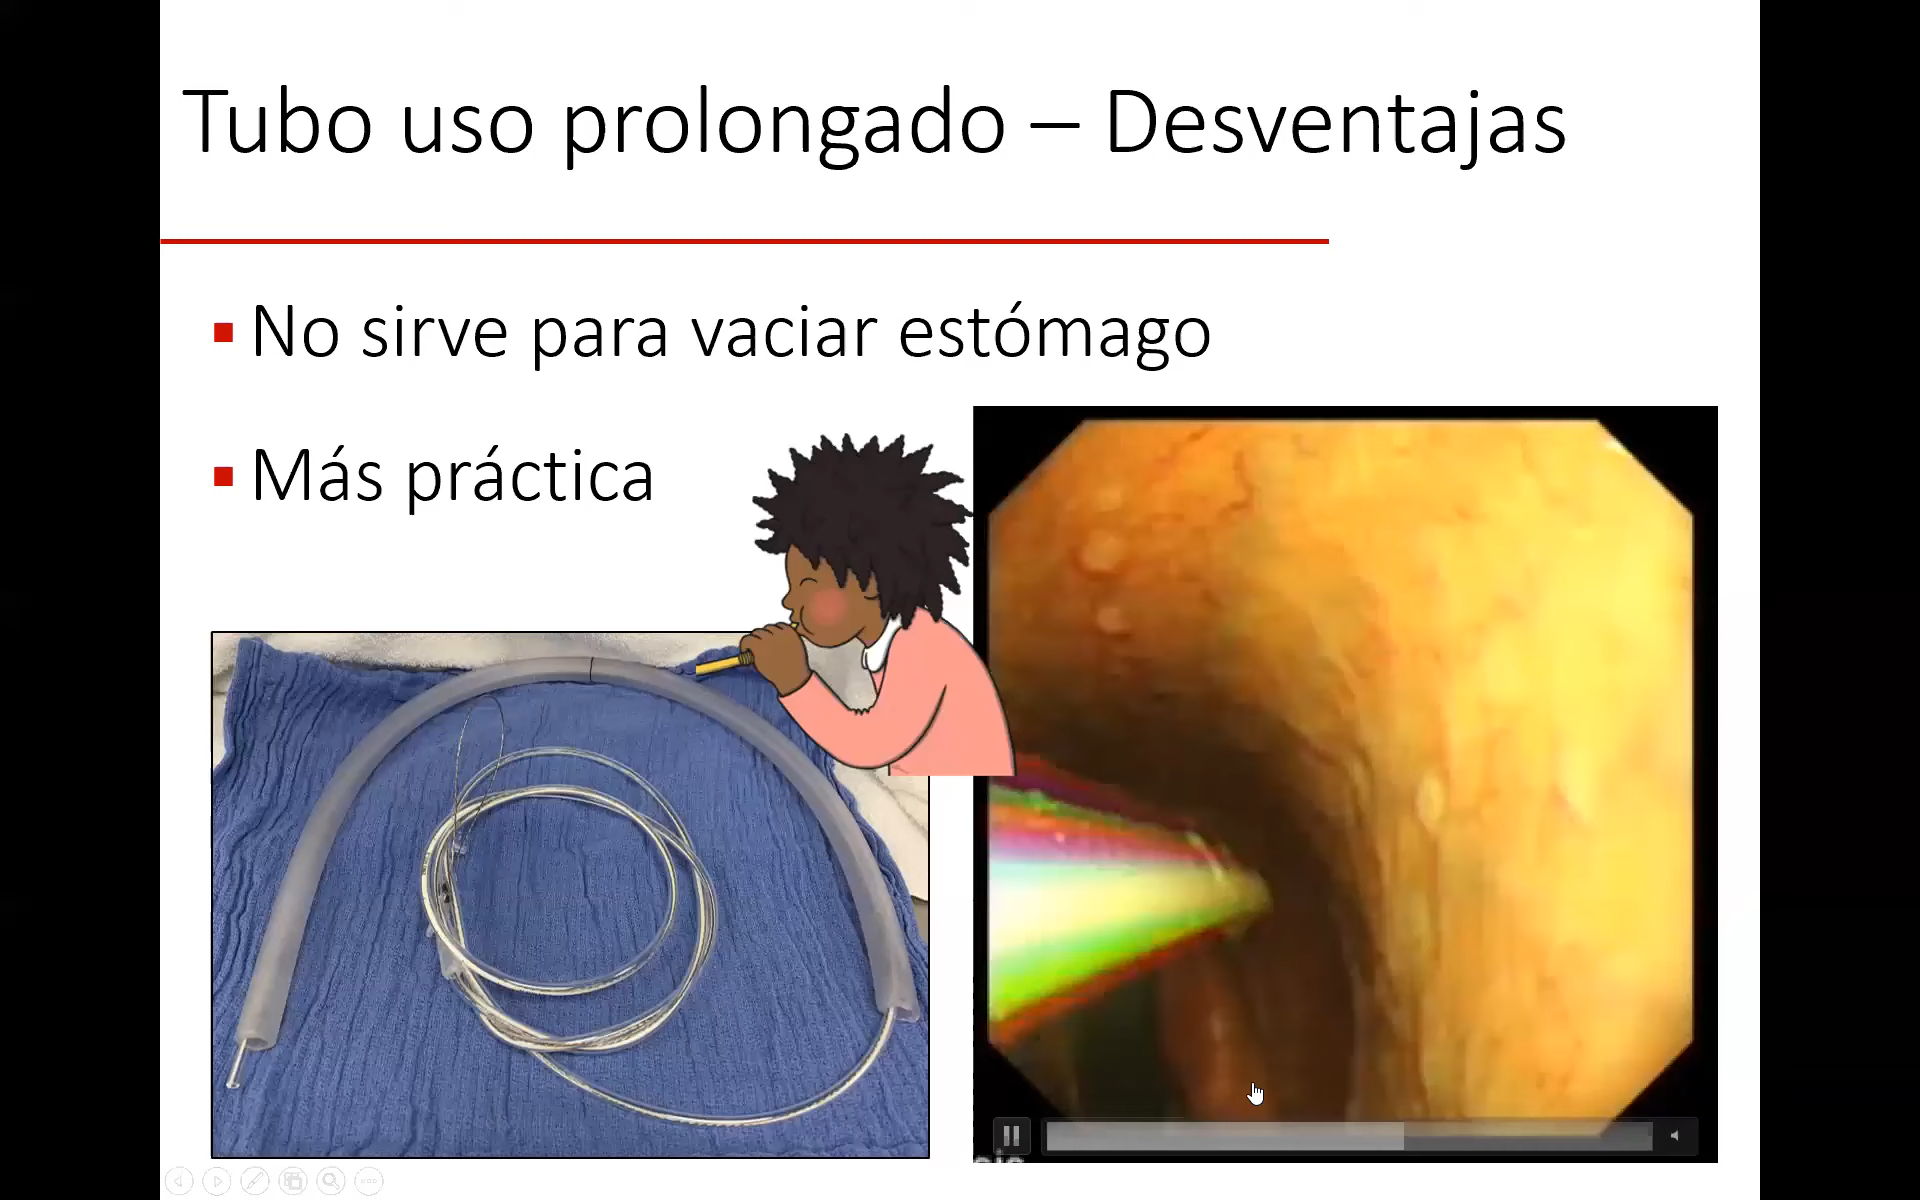 Tubo uso prolongado – Desventajas
No sirve para vaciar estómago
Más práctica